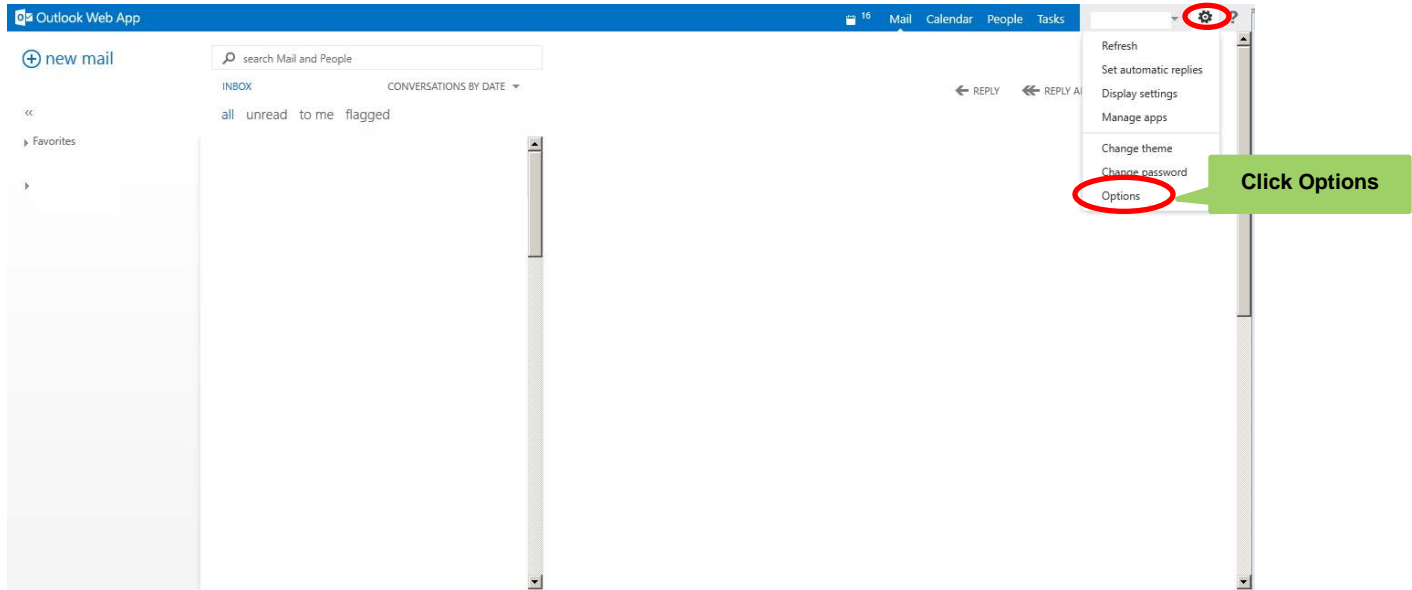 Outlook Web App
16 Mail Calendar People Tasks ?
new mail
search Mail and People
INBOX CONVERSATIONS BY DATE
all unread to me flagged
«
Favorites
REPLY REPLY A
Refresh
Set automatic replies
Display settings
Manage apps
Change theme
Change password
Options
Click Options